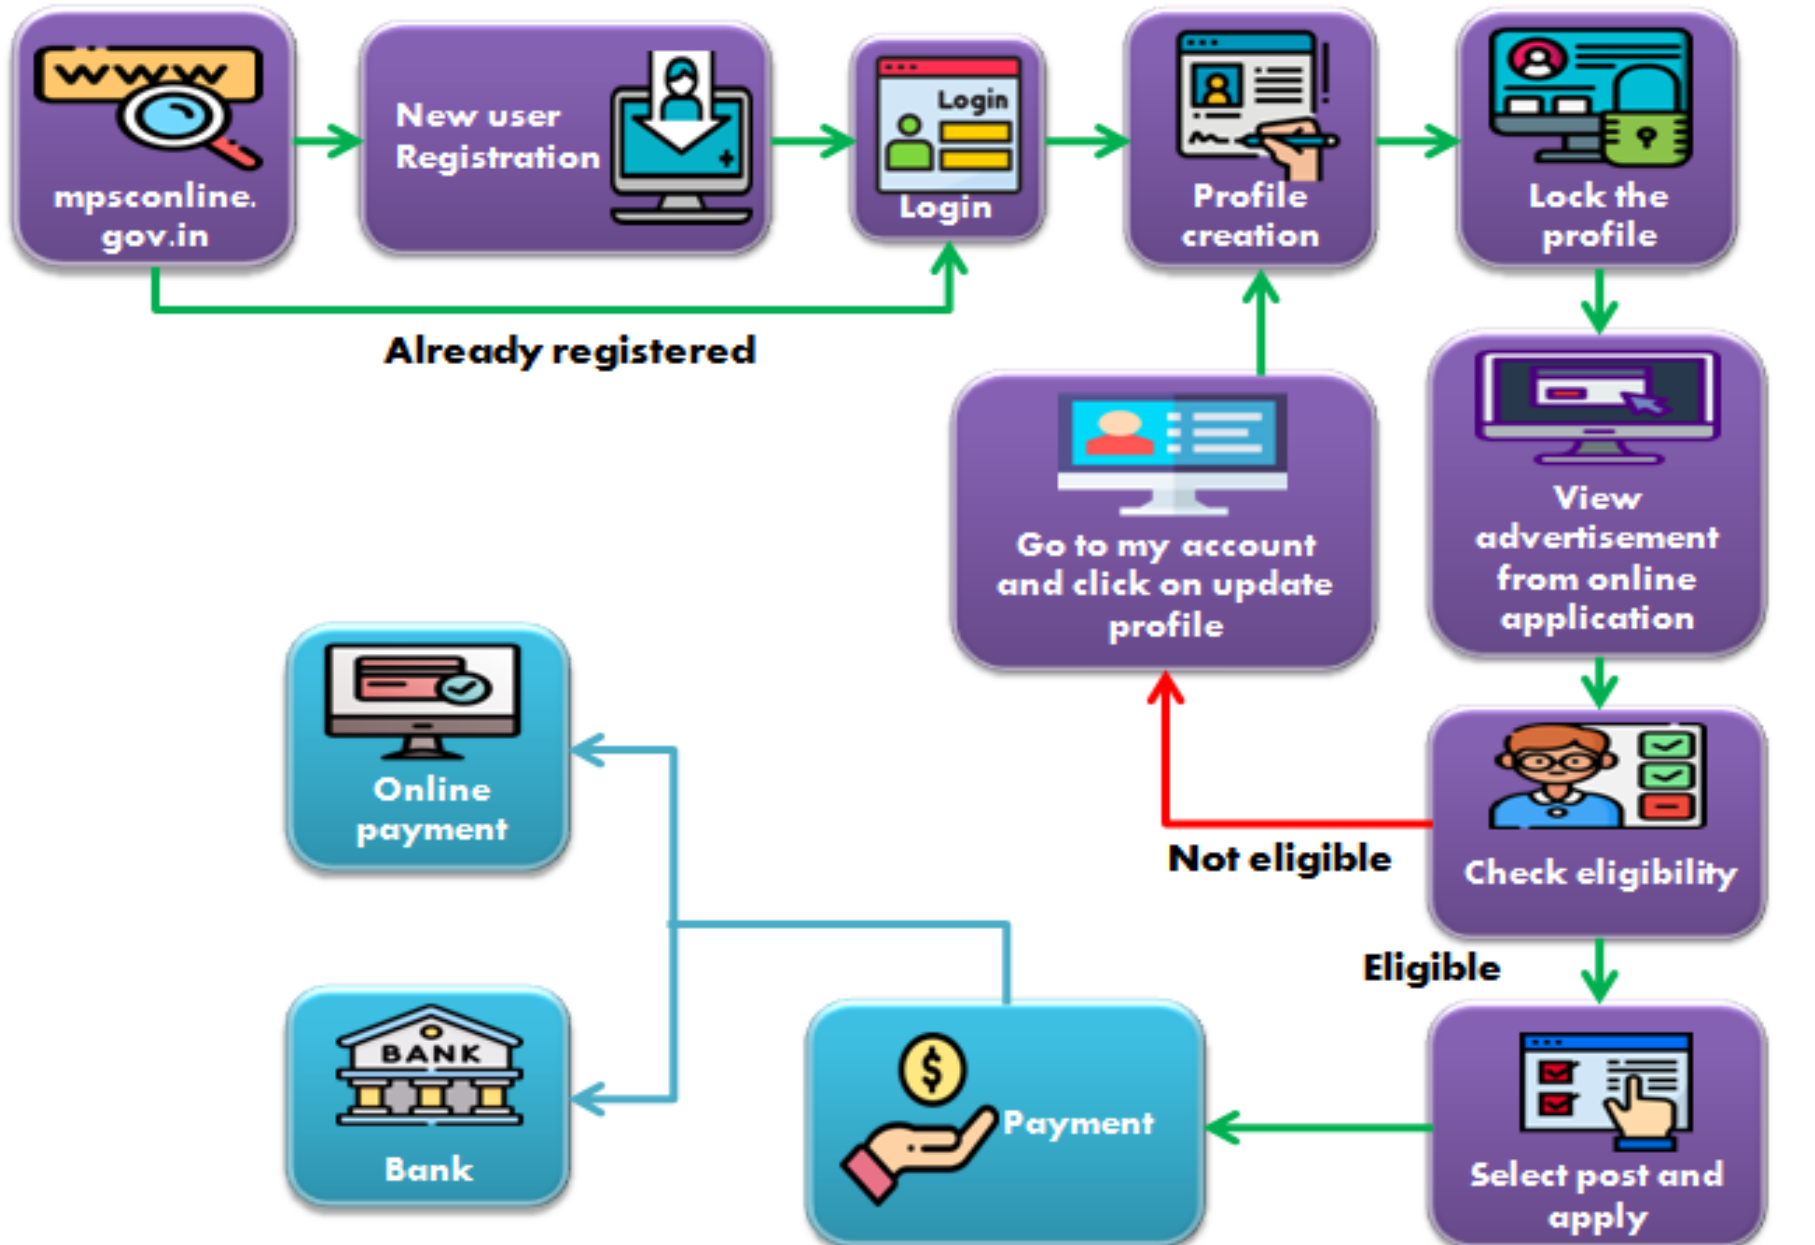 www
mpsconline.
gov.in
New user
Registration
Login
Login
Profile
creation
Lock the
profile
Already registered
Go to my account
and click on update
profile
View
advertisement
from online
application
Online
payment
Not eligible
Check eligibility
Eligible
BANK
Bank
$
Payment
Select post and
apply